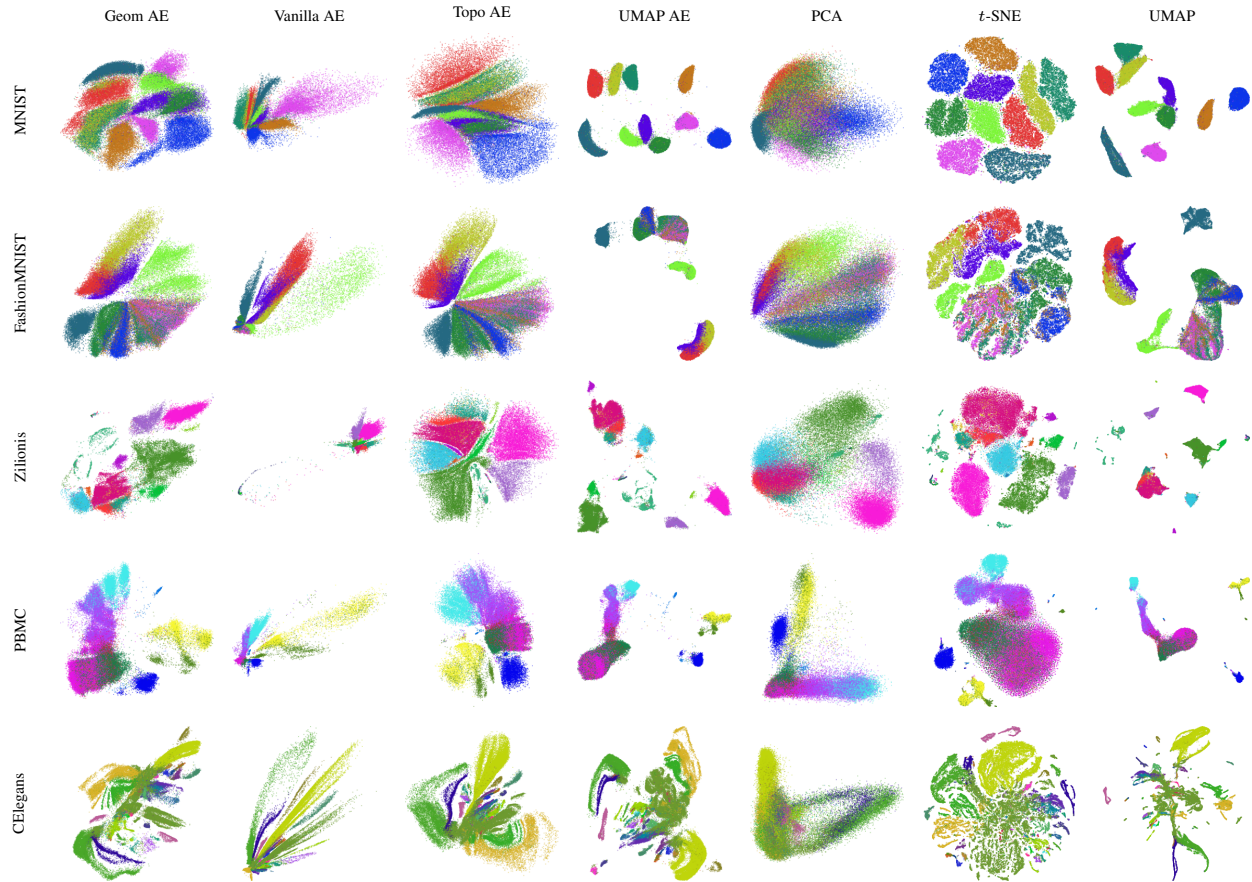 Geom AE Vanilla AE Topo AE UMAP AE PCA t-SNE UMAP
MNIST
FashionMNIST
Zilionis
PBMC
CElegans